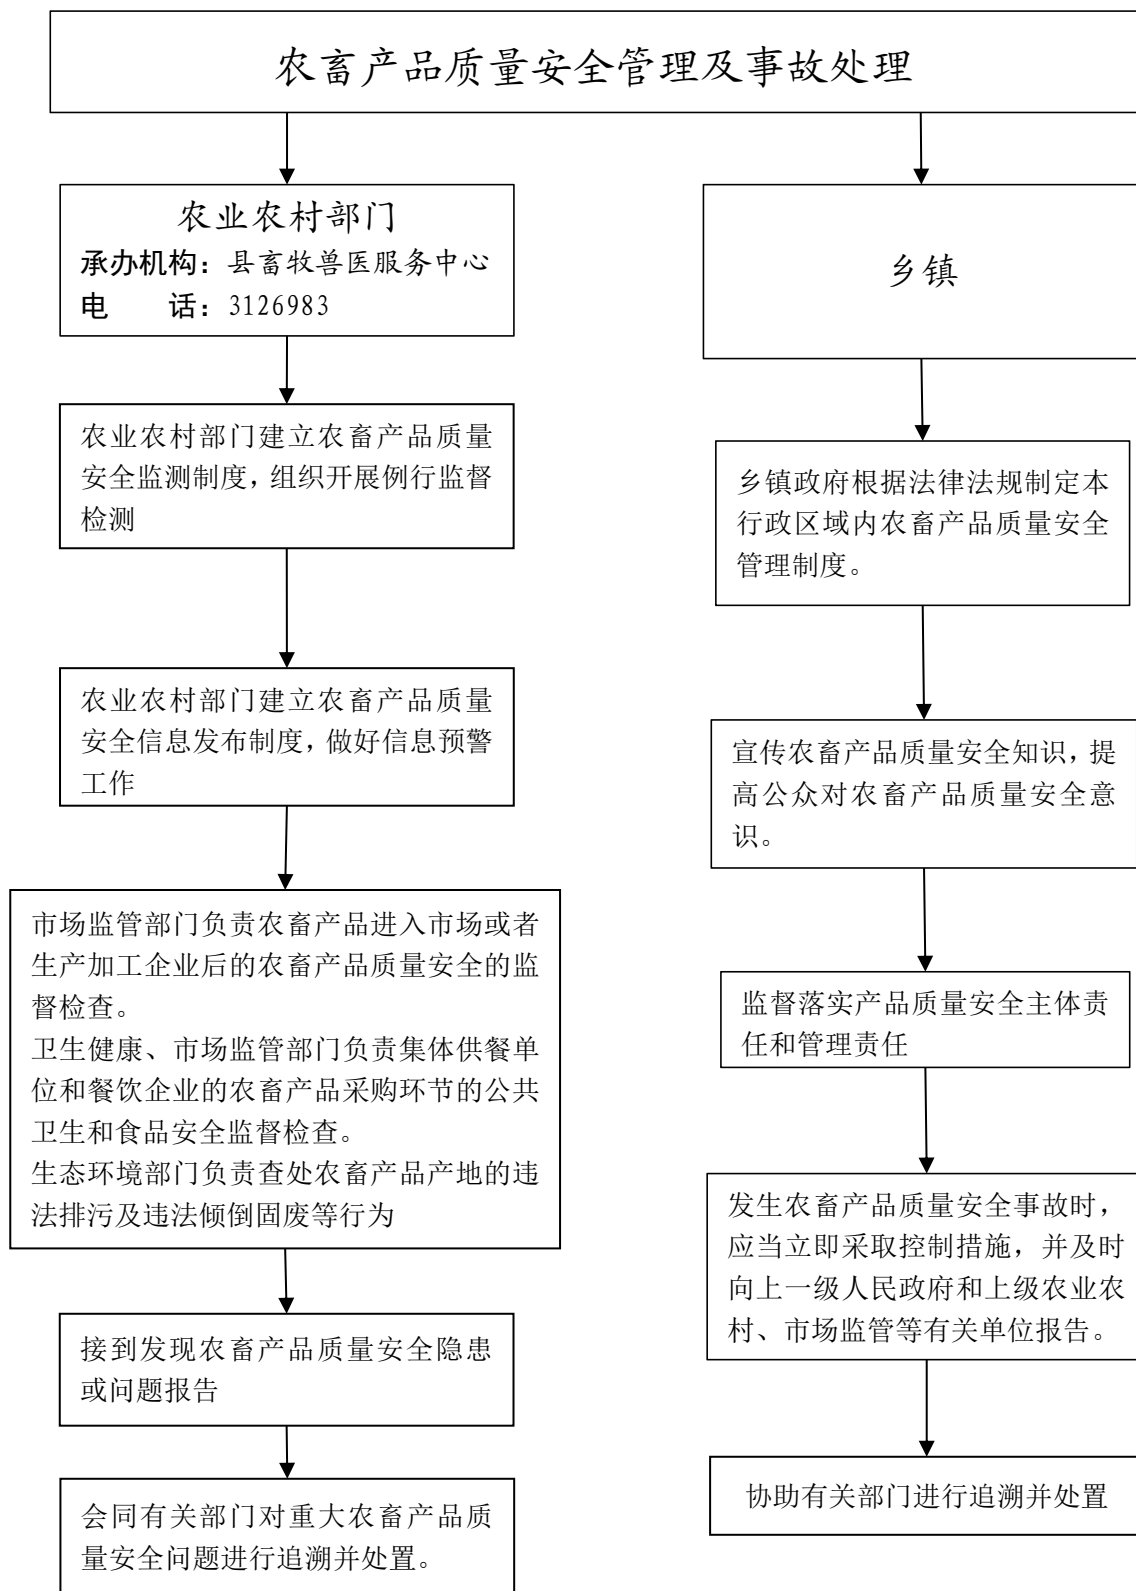 农畜产品质量安全管理及事故处理
农业农村部门
承办机构：县畜牧兽医服务中心
电　　话：3126983
农业农村部门建立农畜产品质量
安全监测制度，组织开展例行监督
检测
农业农村部门建立农畜产品质量
安全信息发布制度，做好信息预警
工作
市场监管部门负责农畜产品进入市场或者
生产加工企业后的农畜产品质量安全的监
督检查。
卫生健康、市场监管部门负责集体供餐单
位和餐饮企业的农畜产品采购环节的公共
卫生和食品安全监督检查。
生态环境部门负责查处农畜产品产地的违
法排污及违法倾倒固废等行为
接到发现农畜产品质量安全隐患
或问题报告
会同有关部门对重大农畜产品质
量安全问题进行追溯并处置。
乡镇
乡镇政府根据法律法规制定本
行政区域内农畜产品质量安全
管理制度。
宣传农畜产品质量安全知识，提
高公众对农畜产品质量安全意
识。
监督落实产品质量安全主体责
任和管理责任
发生农畜产品质量安全事故时，
应当立即采取控制措施，并及时
向上一级人民政府和上级农业农
村、市场监管等有关单位报告。
协助有关部门进行追溯并处置